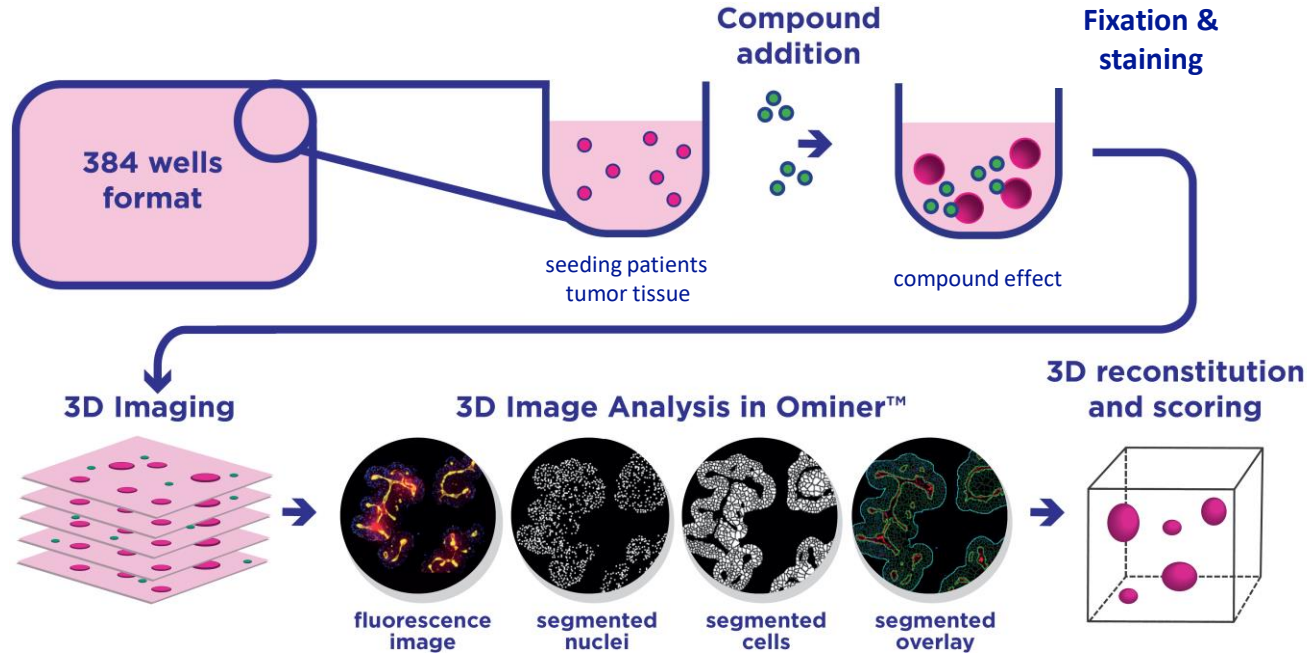 Compound
addition
Fixation &
staining
384 wells
format
seeding patients
tumor tissue
compound effect
3D Imaging
3D Image Analysis in Ominer™
3D reconstitution
and scoring
fluorescence
image
segmented
nuclei
segmented
cells
segmented
overlay